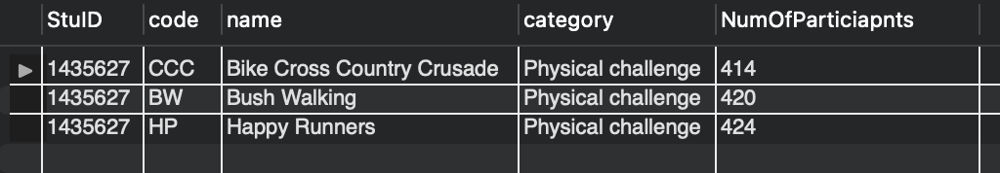 StuID code name category NumOfParticiapnts
1435627 CCC Bike Cross Country Crusade Physical challenge 414
1435627 BW Bush Walking Physical challenge 420
1435627 HP Happy Runners Physical challenge 424